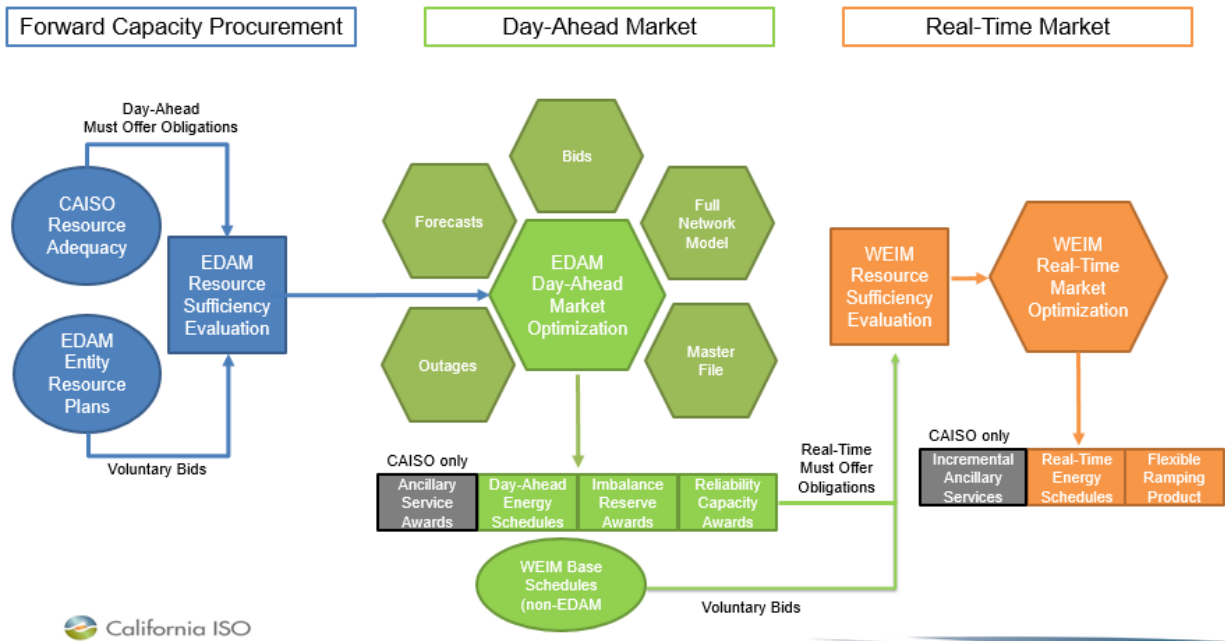 Forward Capacity Procurement
Day-Ahead Market
Real-Time Market
Day-Ahead
Must Offer Obligations
CAISO
Resource
Adequacy
EDAM
Resource
Sufficiency
Evaluation
EDAM
Entity
Resource
Plans
Voluntary Bids
Bids
Forecasts
Full
Network
Model
EDAM
Day-Ahead
Market
Optimization
Outages
Master
File
CAISO only
Ancillary
Service
Awards
Day-Ahead
Energy
Schedules
Imbalance
Reserve
Awards
Reliability
Capacity
Awards
WEIM Base
Schedules
(non-EDAM
Real-Time
Must Offer
Obligations
Voluntary Bids
WEIM
Resource
Sufficiency
Evaluation
WEIM
Real-Time
Market
Optimization
CAISO only
Incremental
Ancillary
Services
Real-Time
Energy
Schedules
Flexible
Ramping
Product
California ISO